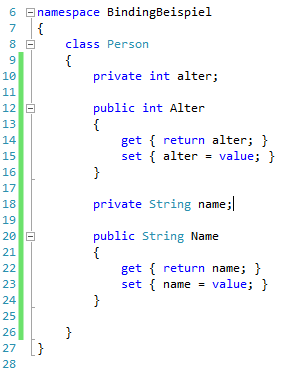 6 namespace BindingBeispiel
7 {
8     class Person
9     {
10         private int alter;
11
12         public int Alter
13         {
14             get { return alter; }
15             set { alter = value; }
16         }
17
18         private String name;
19
20         public String Name
21         {
22             get { return name; }
23             set { name = value; }
24         }
25
26     }
27 }
28